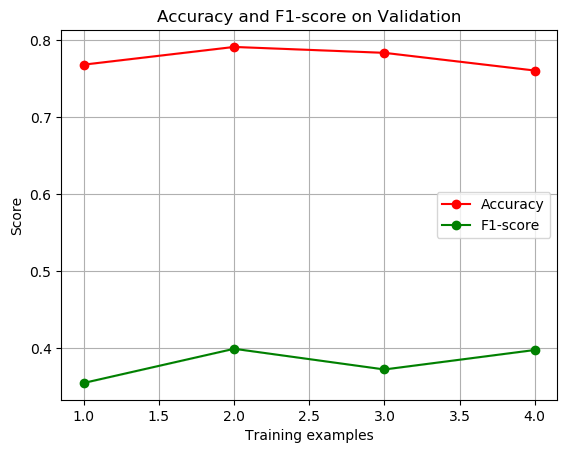 Accuracy and F1-score on Validation
0.8
0.7
0.6
0.5
0.4
Score
Accuracy
F1-score
1.0 1.5 2.0 2.5 3.0 3.5 4.0
Training examples